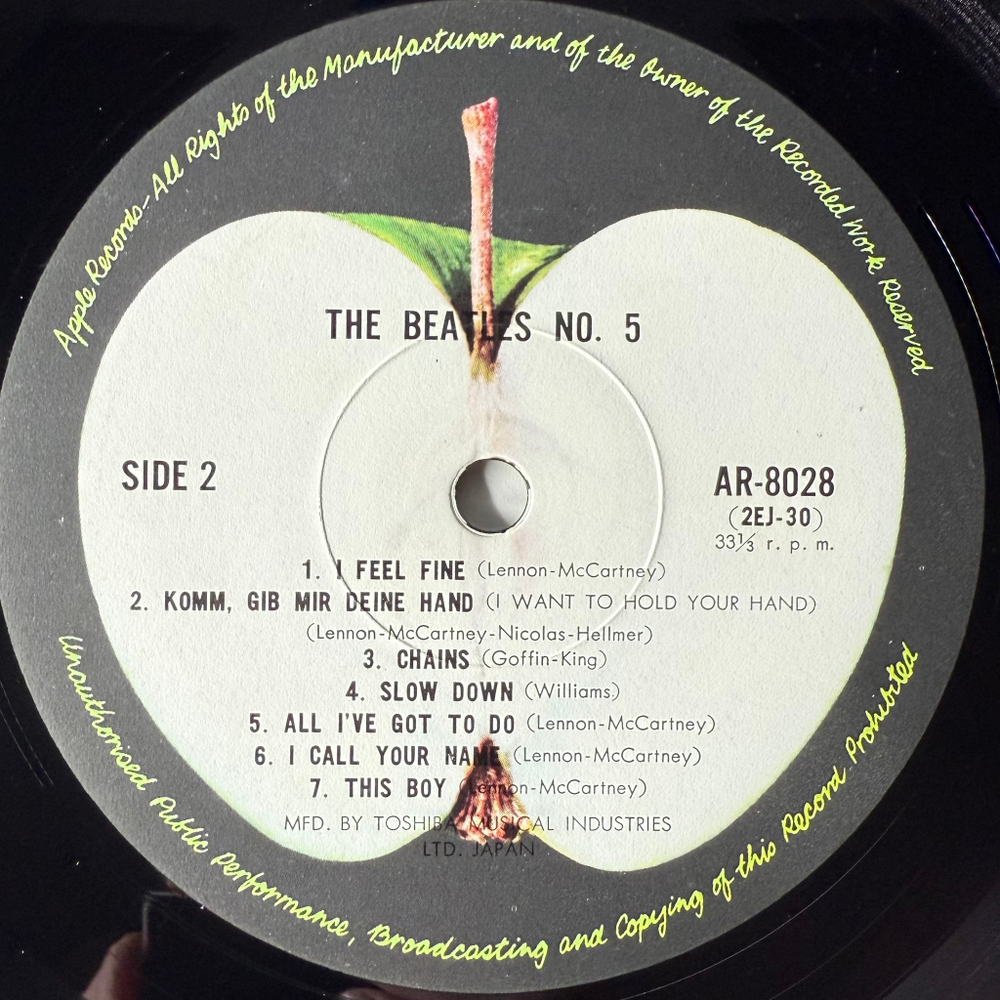 Apple Records-All Rights of the Manufacturer and of the Owner of the Recorded Work Reserved
THE BEATLES NO. 5
SIDE 2
AR-8028
(2EJ-30)
33⅓ r. p. m.
1. I FEEL FINE (Lennon-McCartney)
2. KOMM, GIB MIR DEINE HAND (I WANT TO HOLD YOUR HAND)
(Lennon-McCartney-Nicolas-Hellmer)
3. CHAINS (Goffin-King)
4. SLOW DOWN (Williams)
5. ALL I'VE GOT TO DO (Lennon-McCartney)
6. I CALL YOUR NAME (Lennon-McCartney)
7. THIS BOY (Lennon-McCartney)
MFD. BY TOSHIBA MUSICAL INDUSTRIES
LTD. JAPAN
Unauthorised Public Performance, Broadcasting and Copying of this Record Prohibited